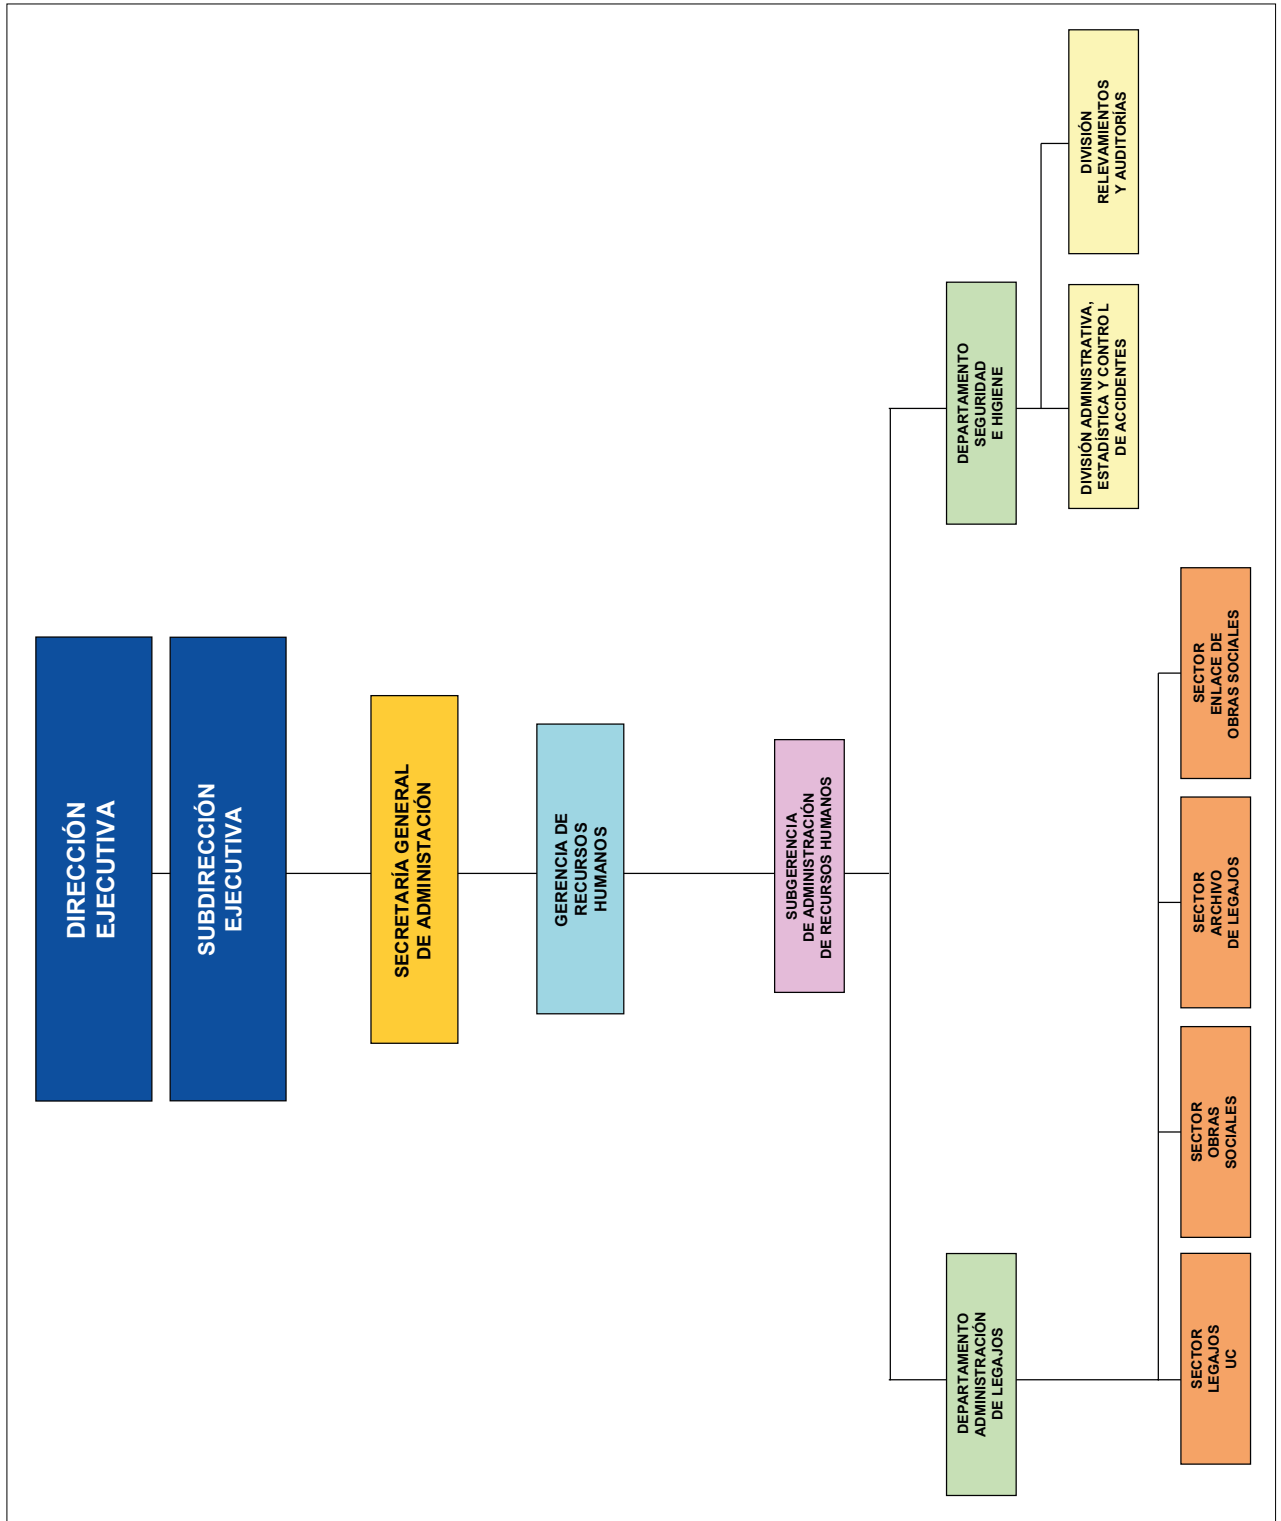 DIRECCIÓN
EJECUTIVA
SUBDIRECCIÓN
EJECUTIVA
SECRETARÍA GENERAL
DE ADMINISTACIÓN
GERENCIA DE
RECURSOS
HUMANOS
SUBGERENCIA
DE ADMINISTRACIÓN
DE RECURSOS HUMANOS
DEPARTAMENTO
ADMINISTRACIÓN
DE LEGAJOS
DEPARTAMENTO
SEGURIDAD
E HIGIENE
DIVISIÓN ADMINISTRATIVA,
ESTADÍSTICA Y CONTRO L
DE ACCIDENTES
DIVISIÓN
RELEVAMIENTOS
Y AUDITORÍAS
SECTOR
LEGAJOS
UC
SECTOR
OBRAS
SOCIALES
SECTOR
ARCHIVO
DE LEGAJOS
SECTOR
ENLACE DE
OBRAS SOCIALES